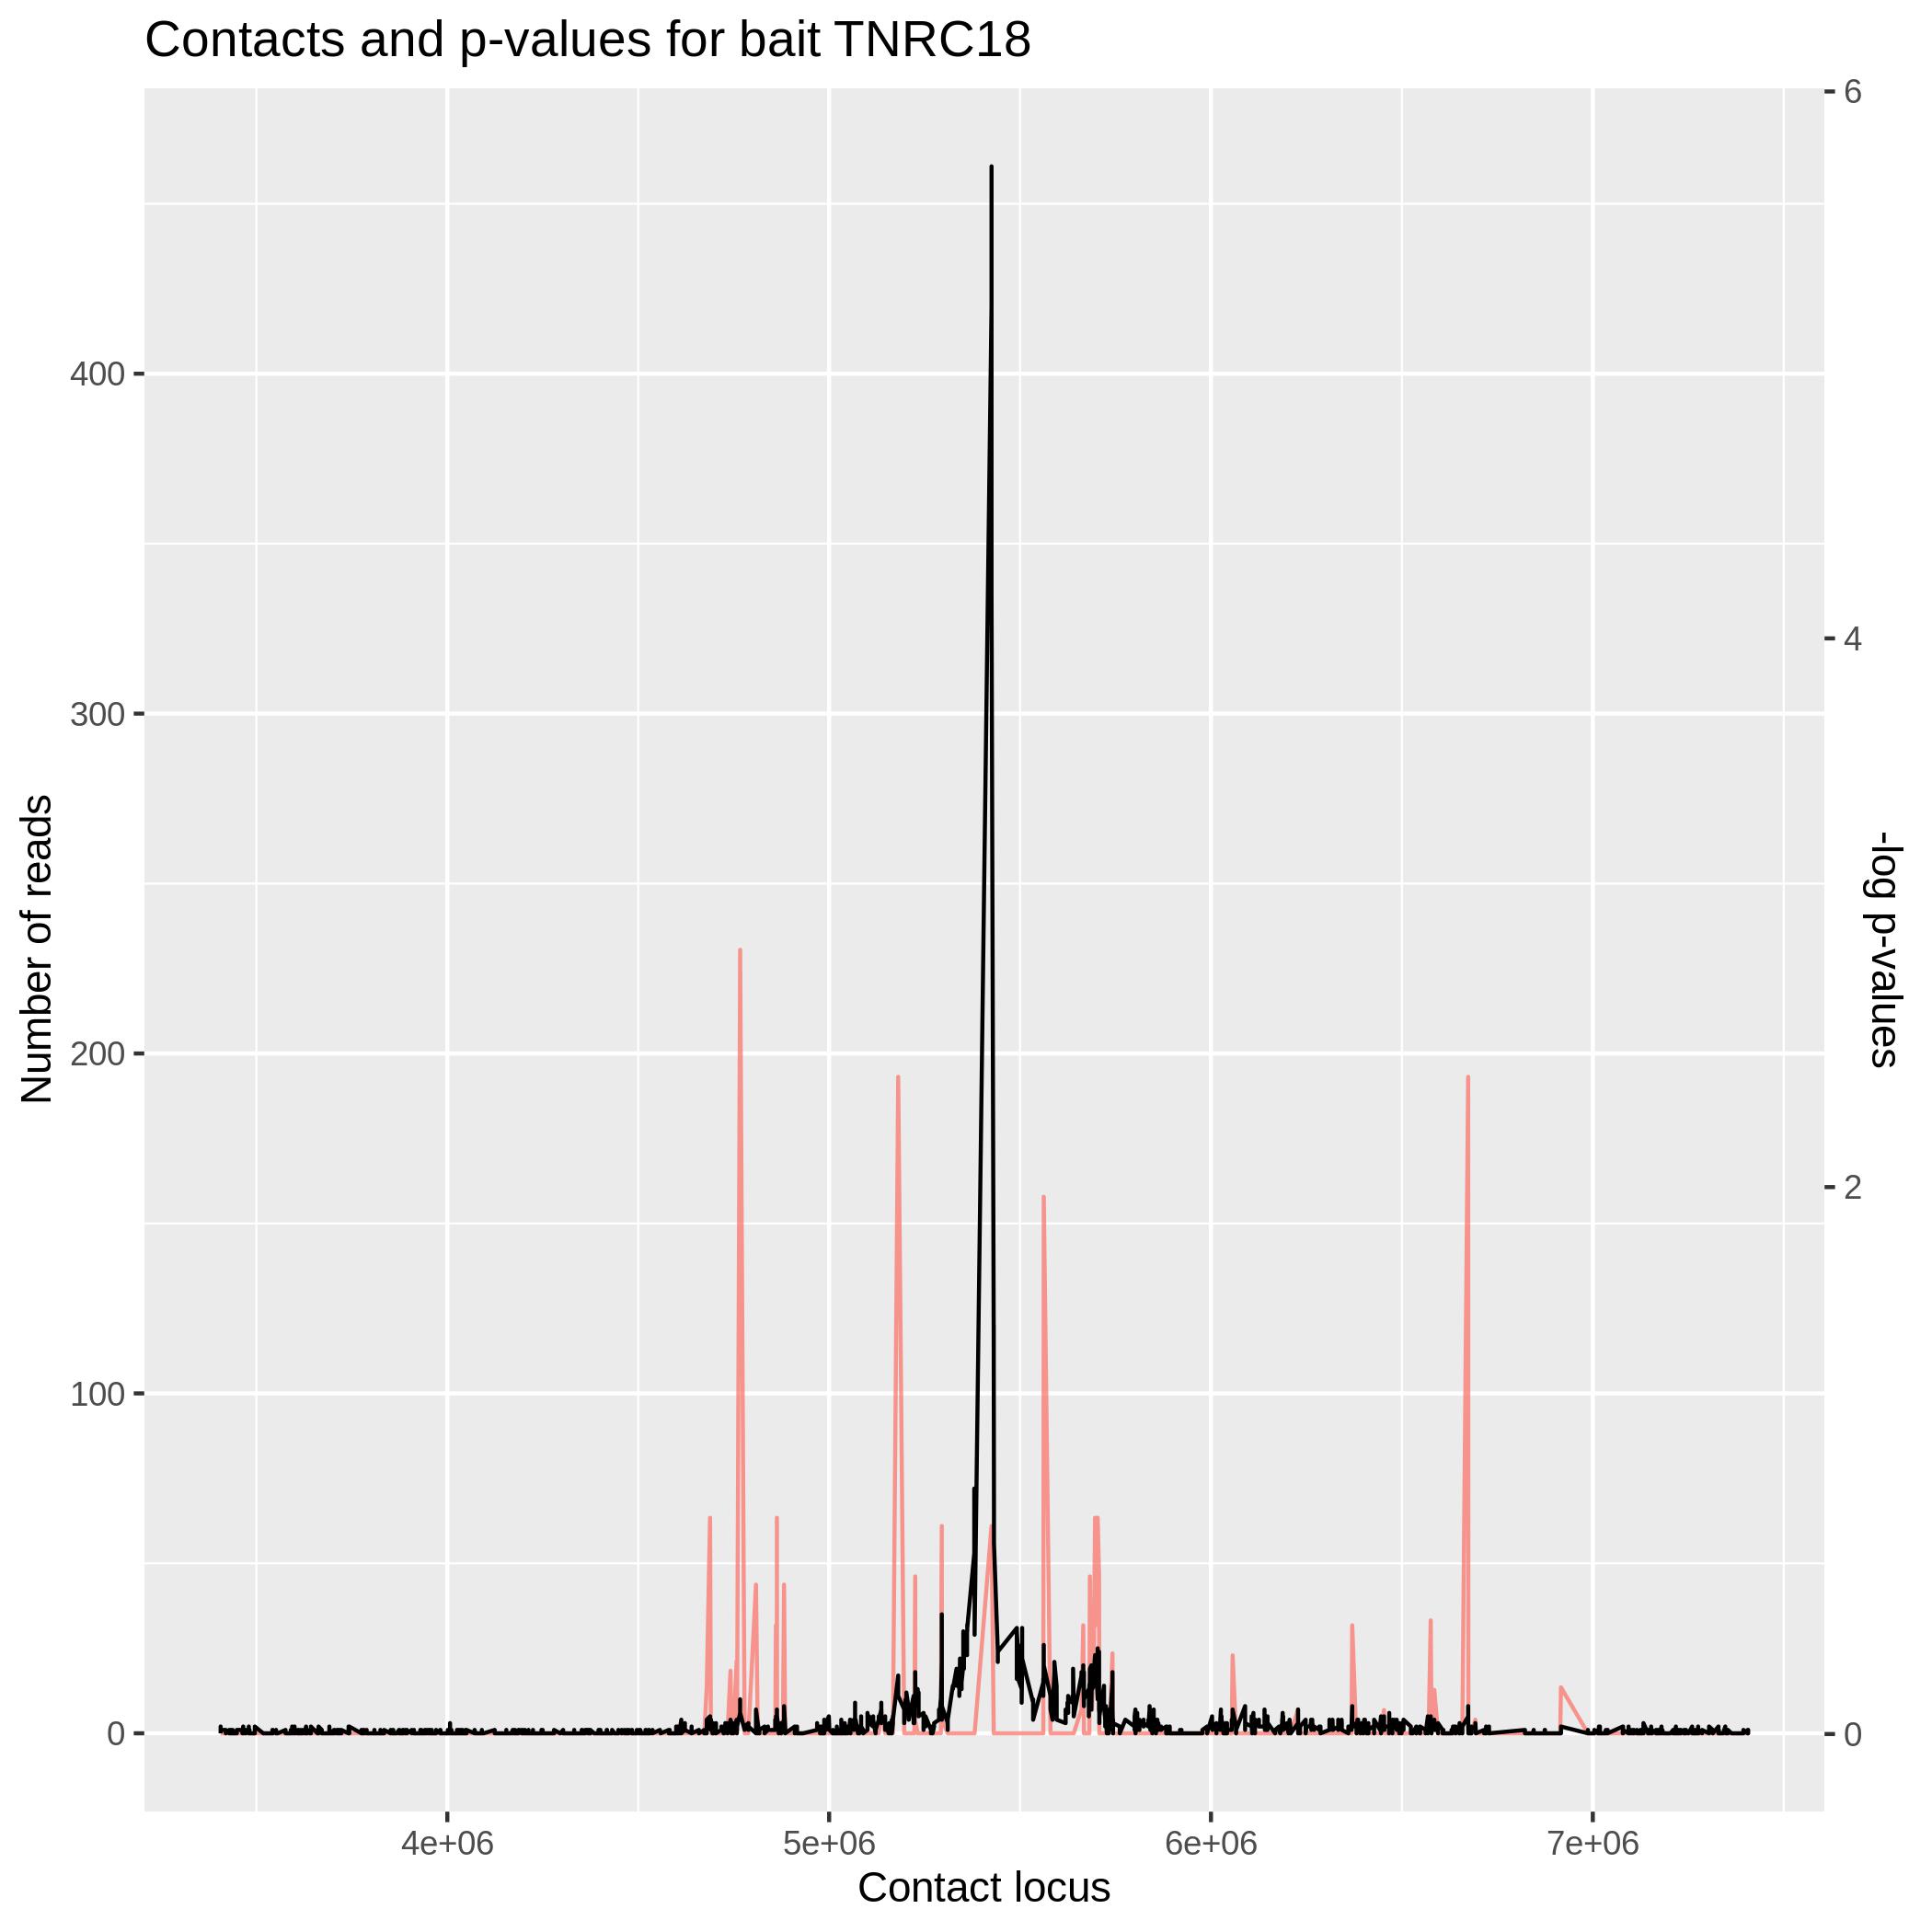 Contacts and p-values for bait TNRC18
Number of reads
400
300
200
100
0
6
4
2
0
-log p-values
4e+06 5e+06 6e+06 7e+06
Contact locus